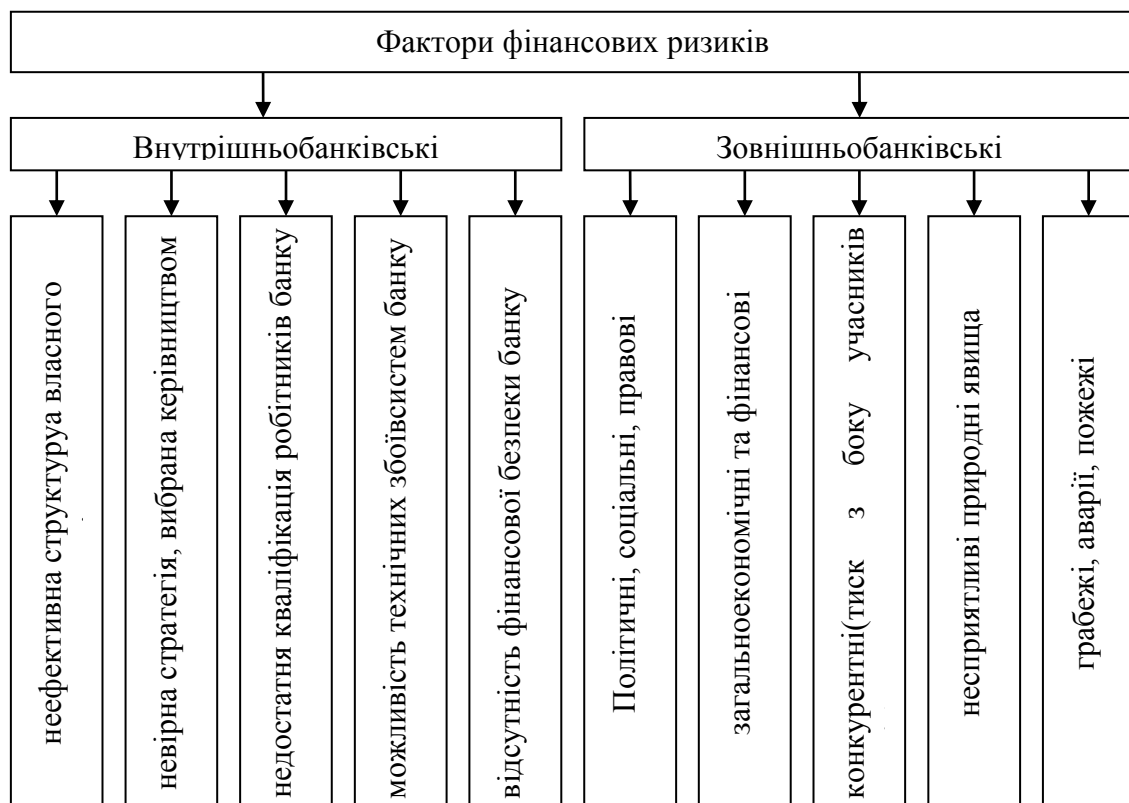 Фактори фінансових ризиків
Внутрішньобанківські
Зовнішньобанківські
неефективна структуруа власного
невірна стратегія, вибрана керівництвом
недостатня кваліфікація робітників банку
можливість технічних збоївсистем банку
відсутність фінансової безпеки банку
Політичні, соціальні, правові
загальноекономічні та фінансові
конкурентні(тиск з боку учасників
несприятливі природні явища
грабежі, аварії, пожежі